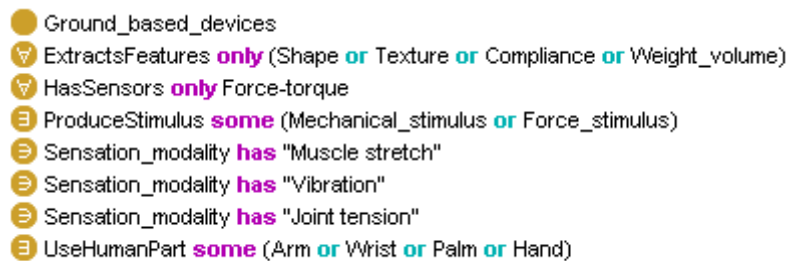 Ground_based_devices
∀ ExtractsFeatures only (Shape or Texture or Compliance or Weight_volume)
∀ HasSensors only Force-torque
∃ ProduceStimulus some (Mechanical_stimulus or Force_stimulus)
∋ Sensation_modality has "Muscle stretch"
∋ Sensation_modality has "Vibration"
∋ Sensation_modality has "Joint tension"
∃ UseHumanPart some (Arm or Wrist or Palm or Hand)